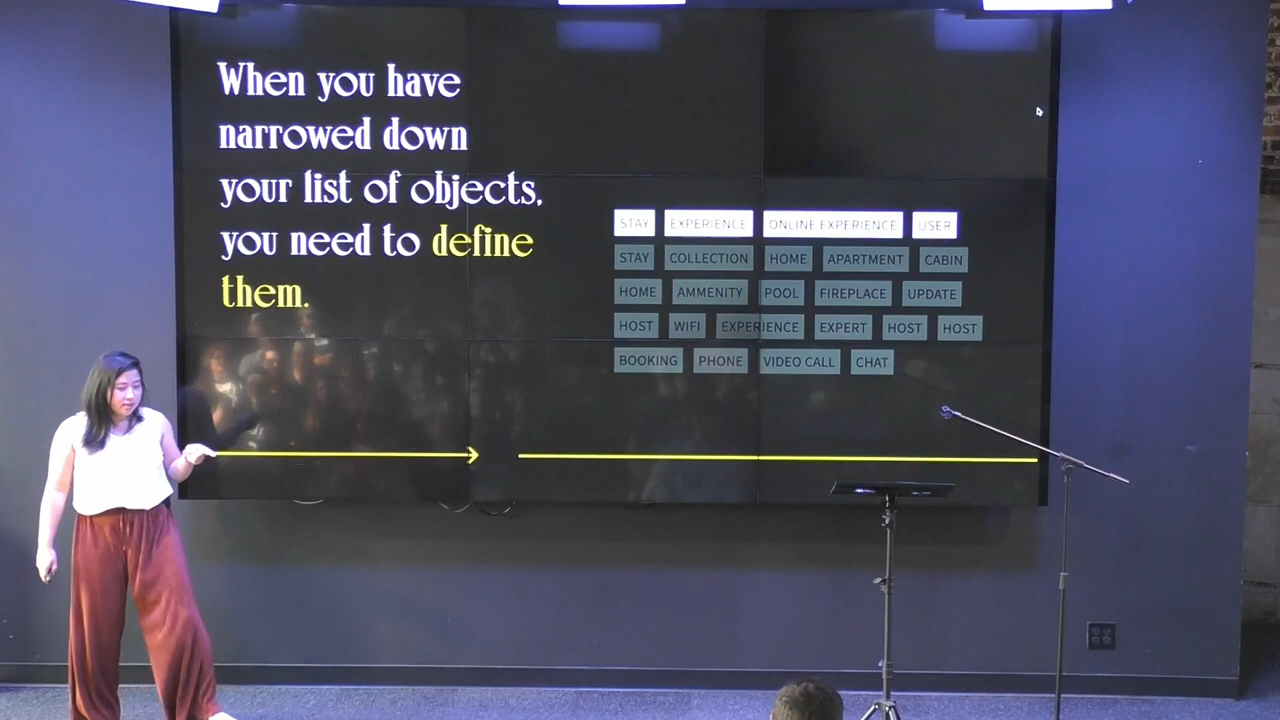 When you have
narrowed down
your list of objects,
you need to define
them.
STAY EXPERIENCE ONLINE EXPERIENCE USER
STAY COLLECTION HOME APARTMENT CABIN
HOME AMMENITY POOL FIREPLACE UPDATE
HOST WIFI EXPERIENCE EXPERT HOST HOST
BOOKING PHONE VIDEO CALL CHAT